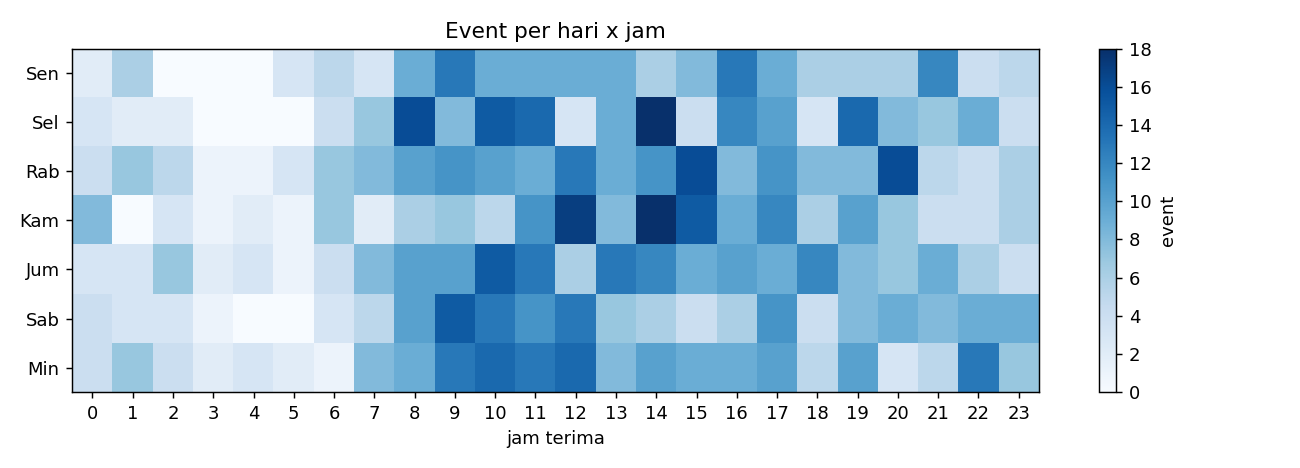 Event per hari x jam
Sen
Sel
Rab
Kam
Jum
Sab
Min
0 1 2 3 4 5 6 7 8 9 10 11 12 13 14 15 16 17 18 19 20 21 22 23
jam terima
18
16
14
12
10
8
6
4
2
0
event